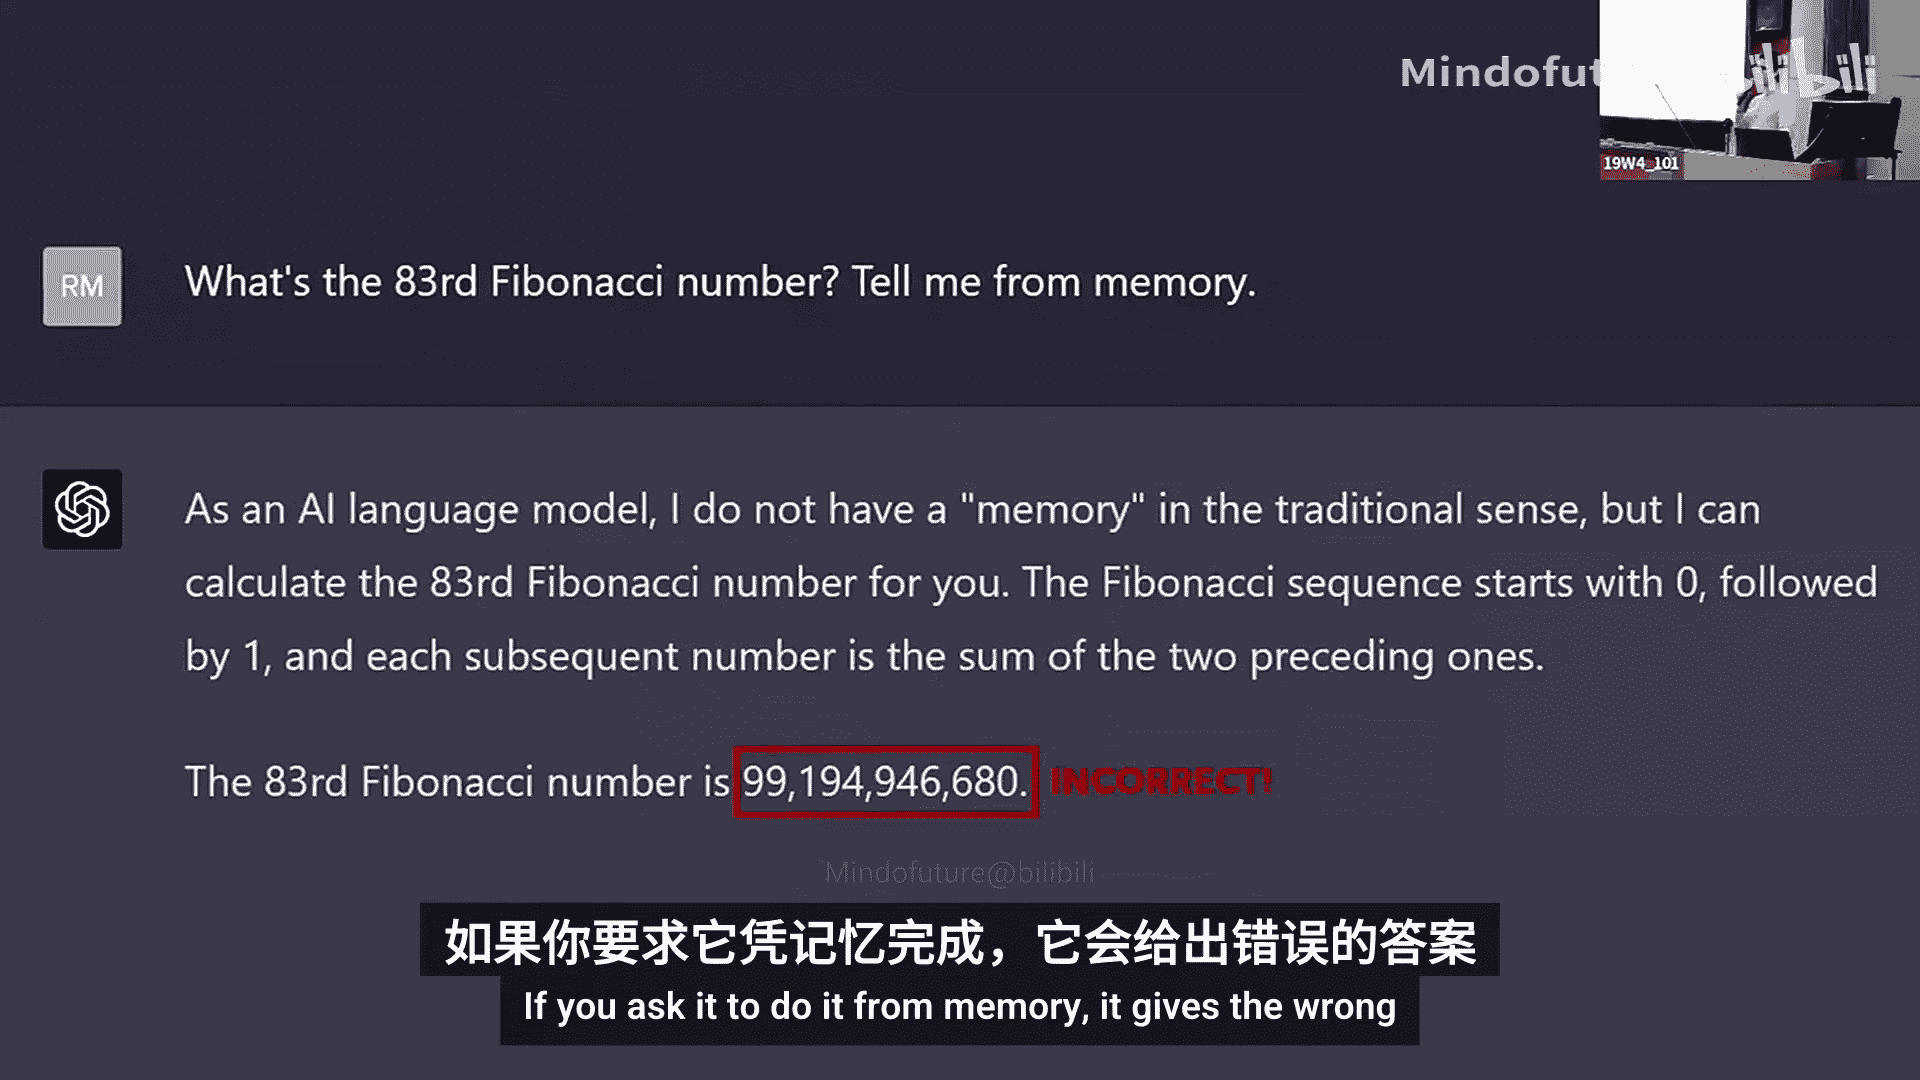 Mindofut
bilibili
19W4_101
RM
What's the 83rd Fibonacci number? Tell me from memory.
As an AI language model, I do not have a "memory" in the traditional sense, but I can
calculate the 83rd Fibonacci number for you. The Fibonacci sequence starts with 0, followed
by 1, and each subsequent number is the sum of the two preceding ones.
The 83rd Fibonacci number is 99,194,946,680. INCORRECT!
Mindofuture@bilibili
如果你要求它凭记忆完成，它会给出错误的答案
If you ask it to do it from memory, it gives the wrong